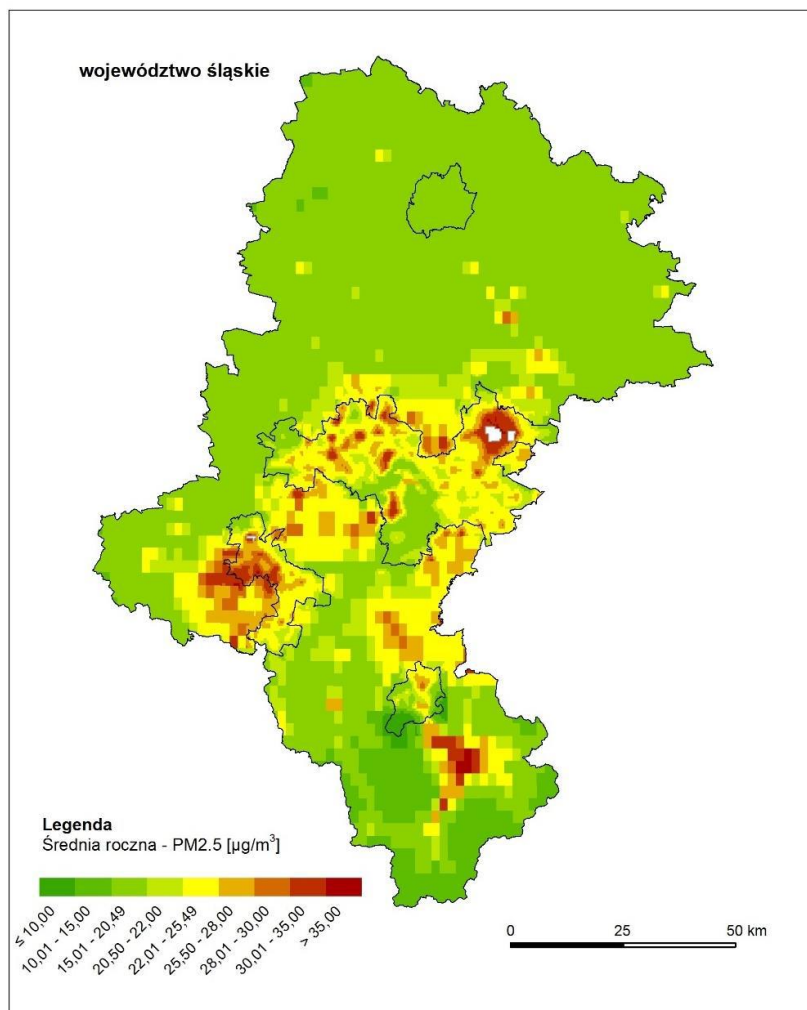 województwo śląskie
Legenda
Średnia roczna - PM2.5 [µg/m³]
≤ 10,00
10,01 - 15,00
15,01 - 20,49
20,50 - 22,00
22,01 - 25,49
25,50 - 28,00
28,01 - 30,00
30,01 - 35,00
> 35,00
0 25 50 km